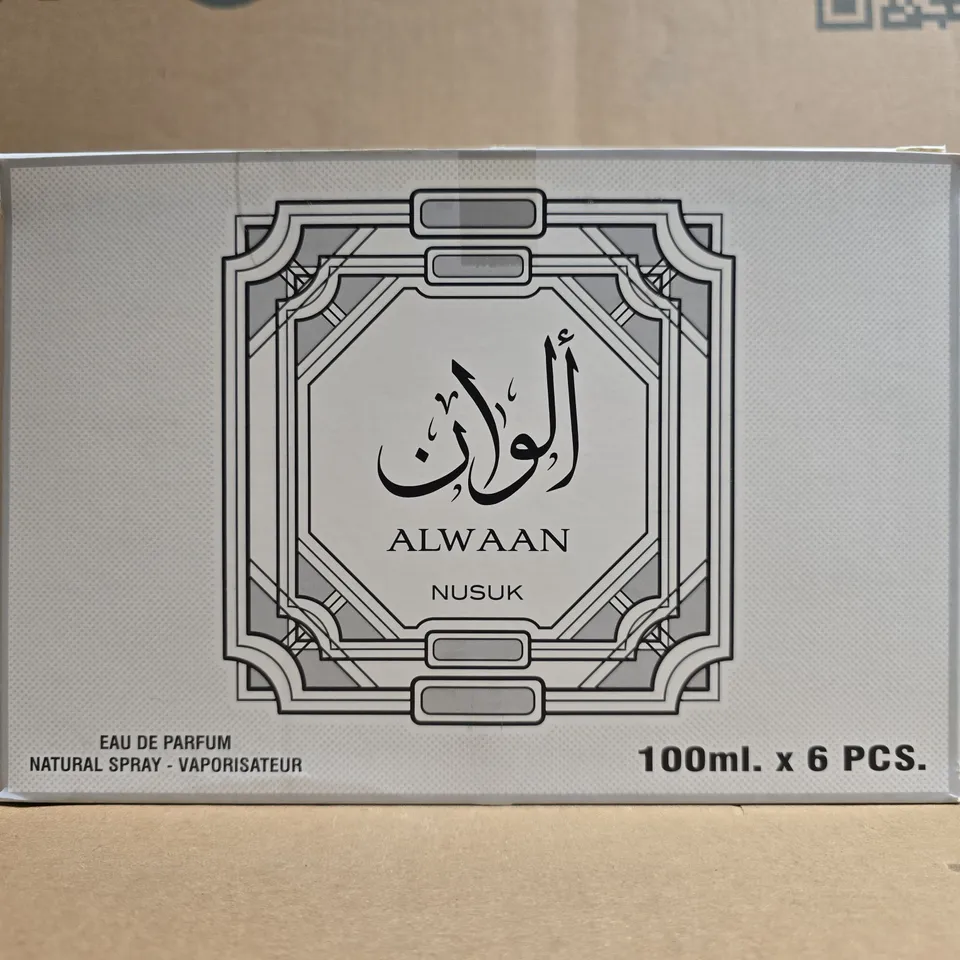 ألوان
ALWAAN
NUSUK
EAU DE PARFUM
NATURAL SPRAY - VAPORISATEUR
100ml. x 6 PCS.